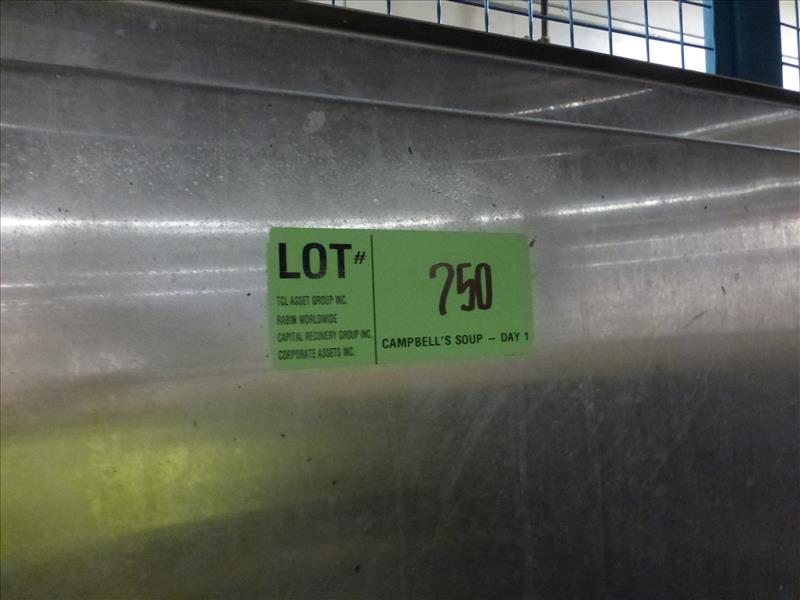 LOT#
TCL ASSET GROUP INC.
RABIN WORLDWIDE
CAPITAL RECOVERY GROUP INC.
CORPORATE ASSETS INC.
750
CAMPBELL'S SOUP – DAY 1